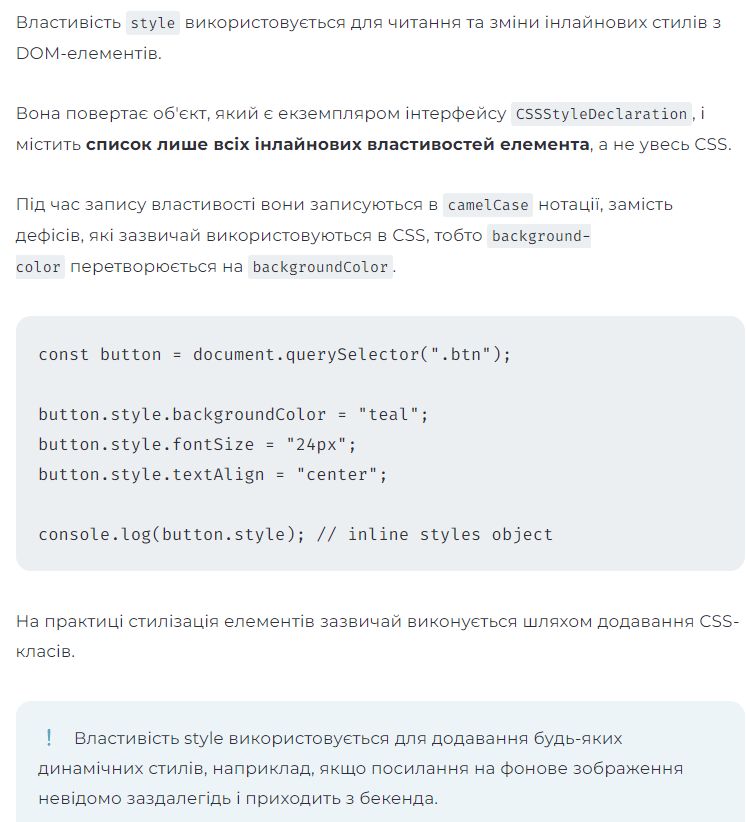 Властивість style використовується для читання та зміни інлайнових стилів з
DOM-елементів.
Вона повертає об'єкт, який є екземпляром інтерфейсу CSSStyleDeclaration, і
містить список лише всіх інлайнових властивостей елемента, а не увесь CSS.
Під час запису властивості вони записуються в camelCase нотації, замість
дефісів, які зазвичай використовуються в CSS, тобто background-
color перетворюється на backgroundColor.
const button = document.querySelector(".btn");
button.style.backgroundColor = "teal";
button.style.fontSize = "24px";
button.style.textAlign = "center";
console.log(button.style); // inline styles object
На практиці стилізація елементів зазвичай виконується шляхом додавання CSS-
класів.
! Властивість style використовується для додавання будь-яких
динамічних стилів, наприклад, якщо посилання на фонове зображення
невідомо заздалегідь і приходить з бекенда.